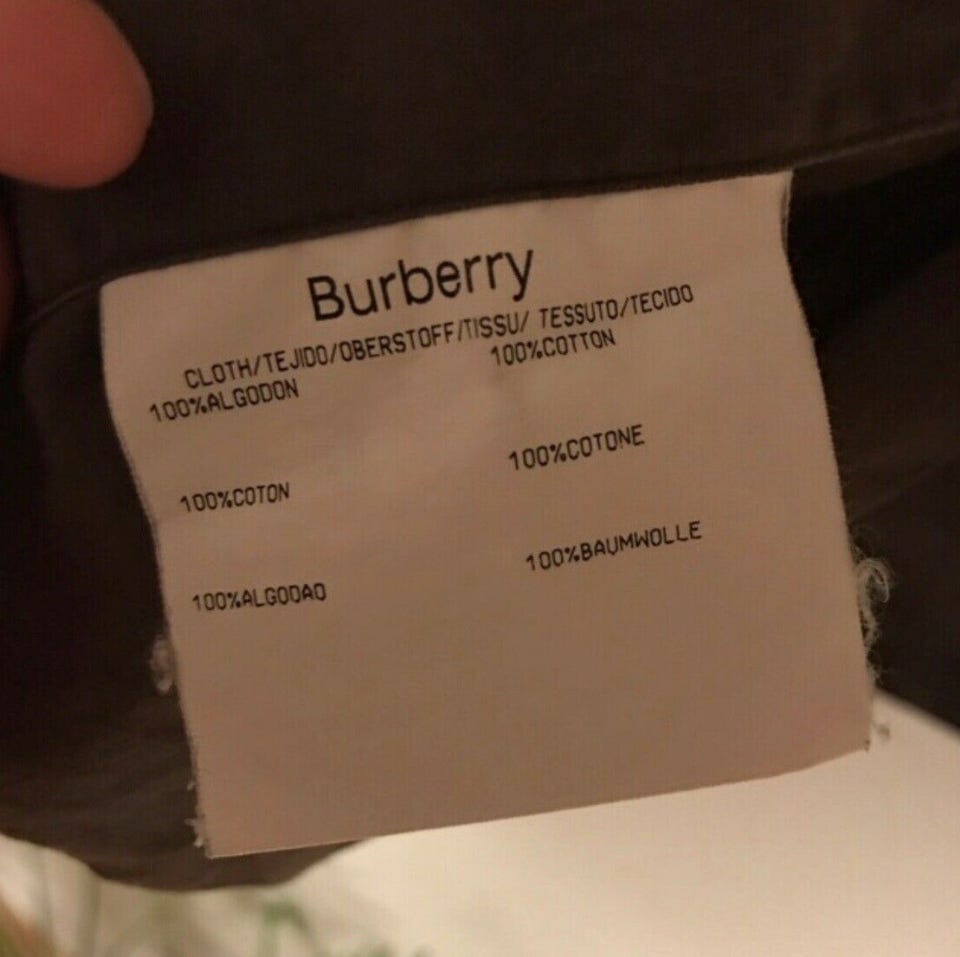 Burberry
CLOTH/TEJIDO/OBERSTOFF/TISSU/ TESSUTO/TECIDO
100%ALGODON 100%COTTON
100%COTON 100%COTONE
100%ALGODAO 100%BAUMWOLLE